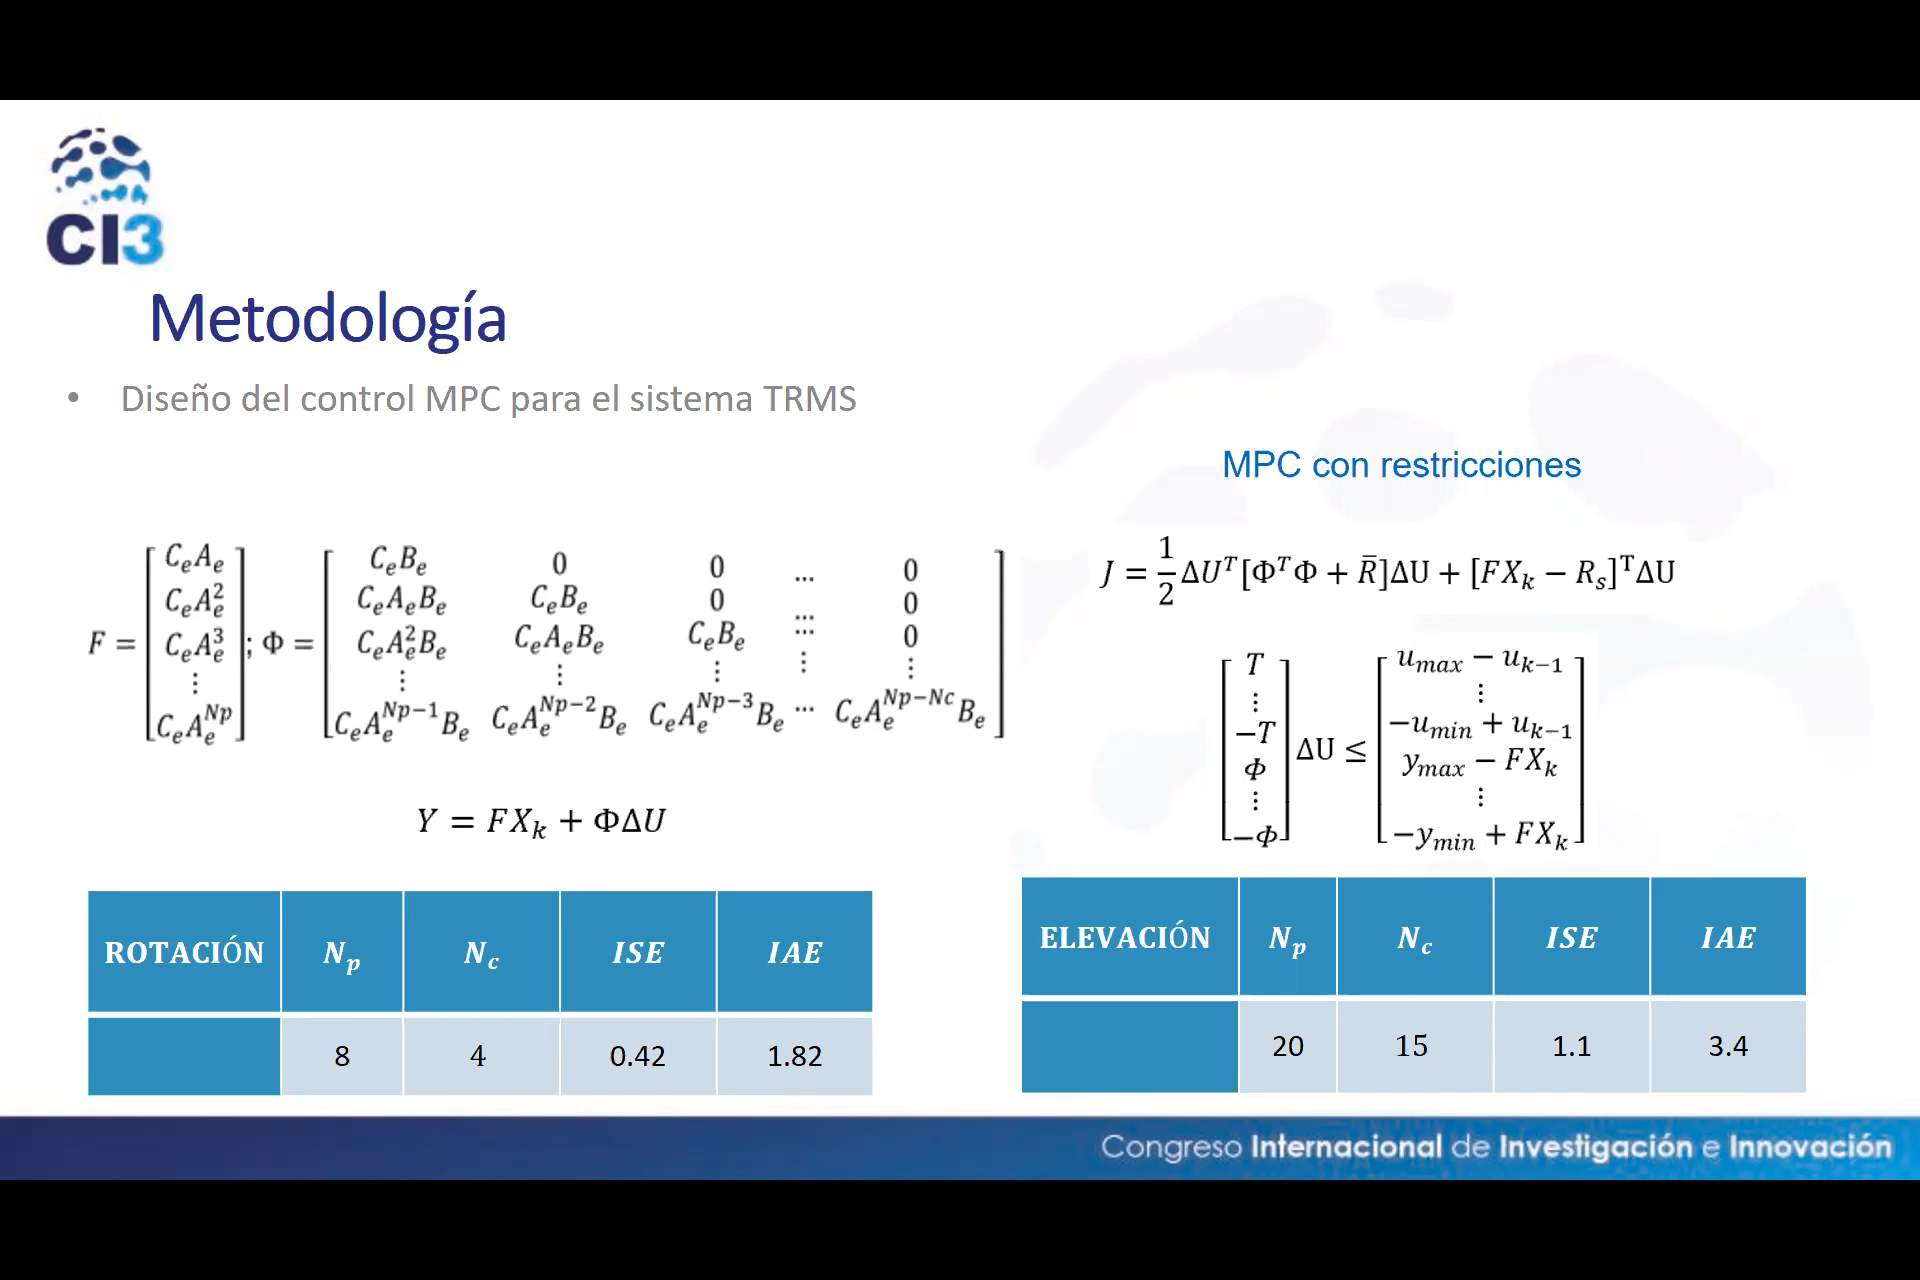 CI3
Metodología
• Diseño del control MPC para el sistema TRMS
F = [C_eA_e; C_eA_e^2; C_eA_e^3; ⋮; C_eA_e^{Np}] ; Φ =
[C_eB_e 0 0 ... 0
C_eA_eB_e C_eB_e 0 ... 0
C_eA_e^2B_e C_eA_eB_e C_eB_e ... 0
⋮ ⋮ ⋮ ⋮ ⋮
C_eA_e^{Np−1}B_e C_eA_e^{Np−2}B_e C_eA_e^{Np−3}B_e ... C_eA_e^{Np−Nc}B_e]
Y = FX_k + ΦΔU
MPC con restricciones
J = 1/2 ΔU^T[Φ^TΦ + R̄]ΔU + [FX_k − R_s]^TΔU
[T; ⋮; −T; Φ; ⋮; −Φ] ΔU ≤ [u_max − u_{k−1}; ⋮; −u_min + u_{k−1}; y_max − FX_k; ⋮; −y_min + FX_k]
ROTACIÓN N_p N_c ISE IAE
8 4 0.42 1.82
ELEVACIÓN N_p N_c ISE IAE
20 15 1.1 3.4
Congreso Internacional de Investigación e Innovación